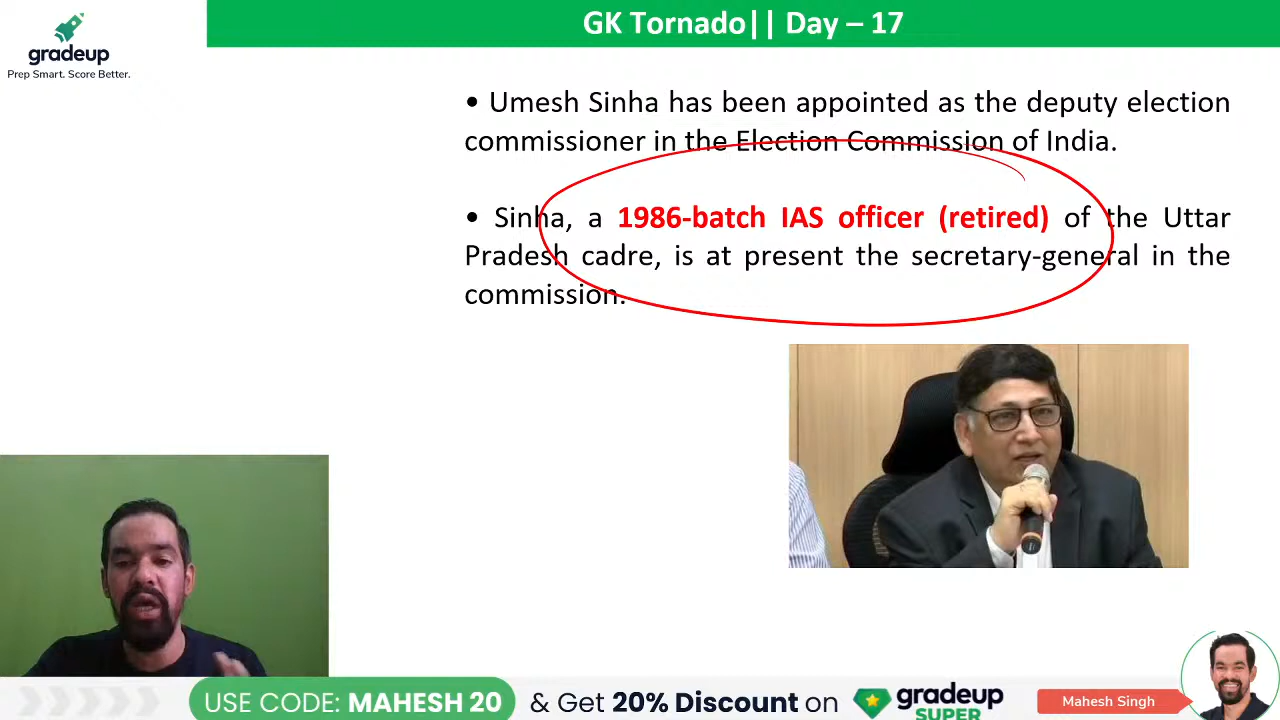 GK Tornado|| Day – 17
gradeup
Prep Smart. Score Better.
• Umesh Sinha has been appointed as the deputy election
commissioner in the Election Commission of India.
• Sinha, a 1986-batch IAS officer (retired) of the Uttar
Pradesh cadre, is at present the secretary-general in the
commission.
USE CODE: MAHESH 20 & Get 20% Discount on gradeup
SUPER
Mahesh Singh